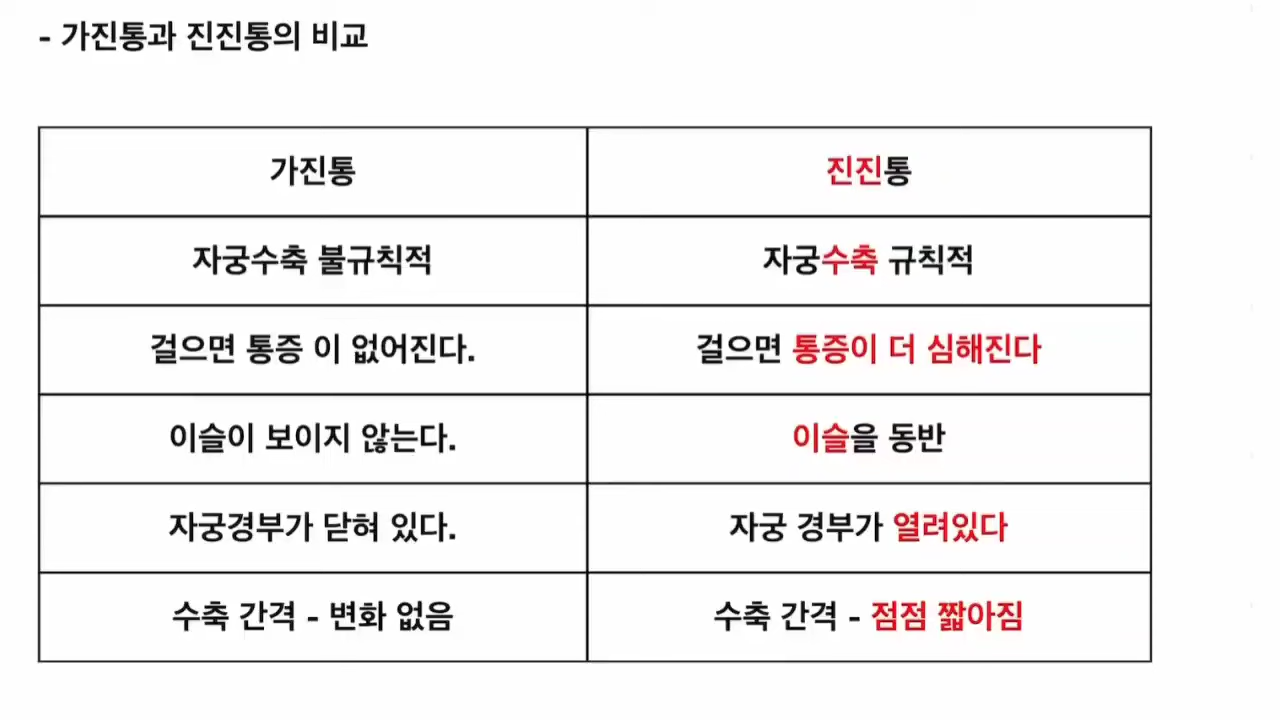 - 가진통과 진진통의 비교
가진통 진진통
자궁수축 불규칙적 자궁수축 규칙적
걸으면 통증 이 없어진다. 걸으면 통증이 더 심해진다
이슬이 보이지 않는다. 이슬을 동반
자궁경부가 닫혀 있다. 자궁 경부가 열려있다
수축 간격 - 변화 없음 수축 간격 - 점점 짧아짐